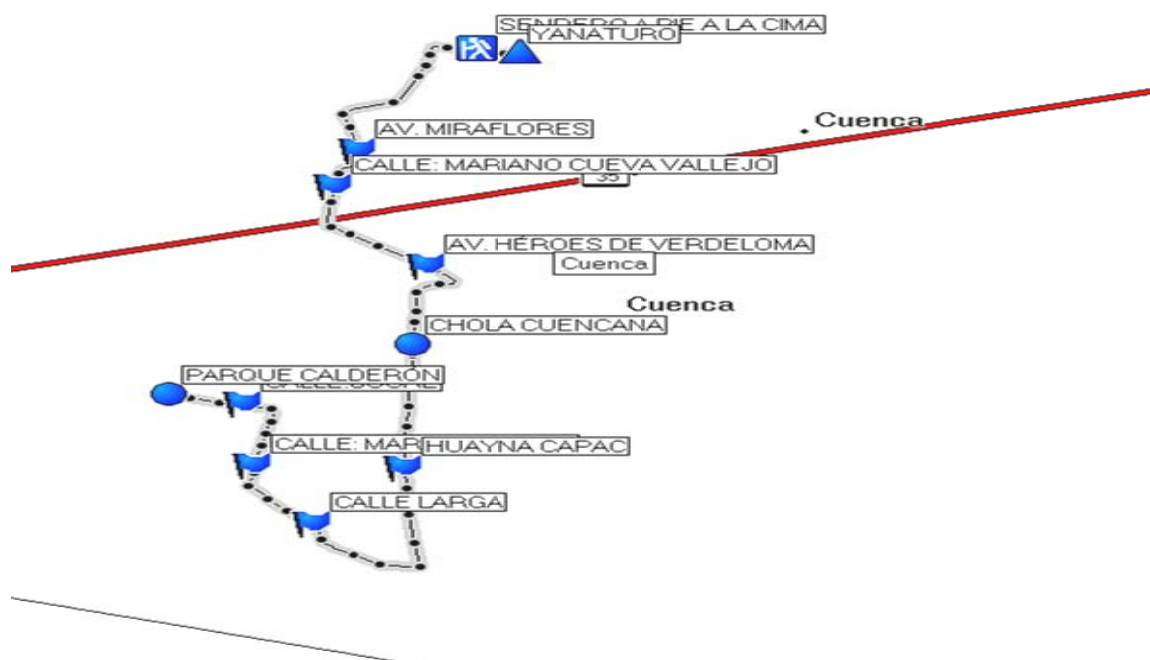 SENDERO A PIE A LA CIMA
YANATURO
Cuenca
AV. MIRAFLORES
CALLE: MARIANO CUEVA VALLEJO
35
AV. HÉROES DE VERDELOMA
Cuenca
Cuenca
CHOLA CUENCANA
PARQUE CALDERÓN
CALLE:
CALLE:
HUAYNA CAPAC
CALLE LARGA